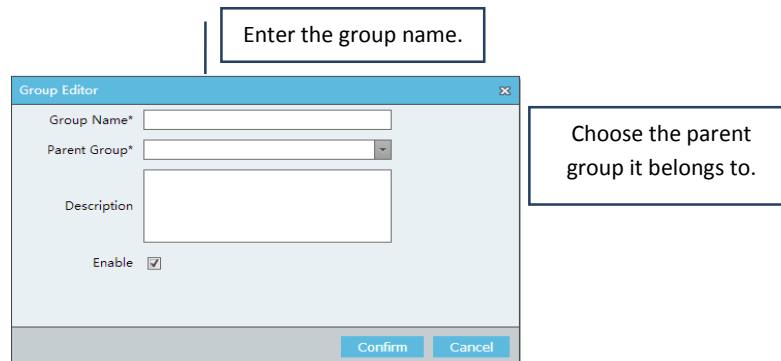 Enter the group name.
Group Editor
Group Name*
Choose the parent
group it belongs to.
Parent Group*
Description
Enable
Confirm Cancel